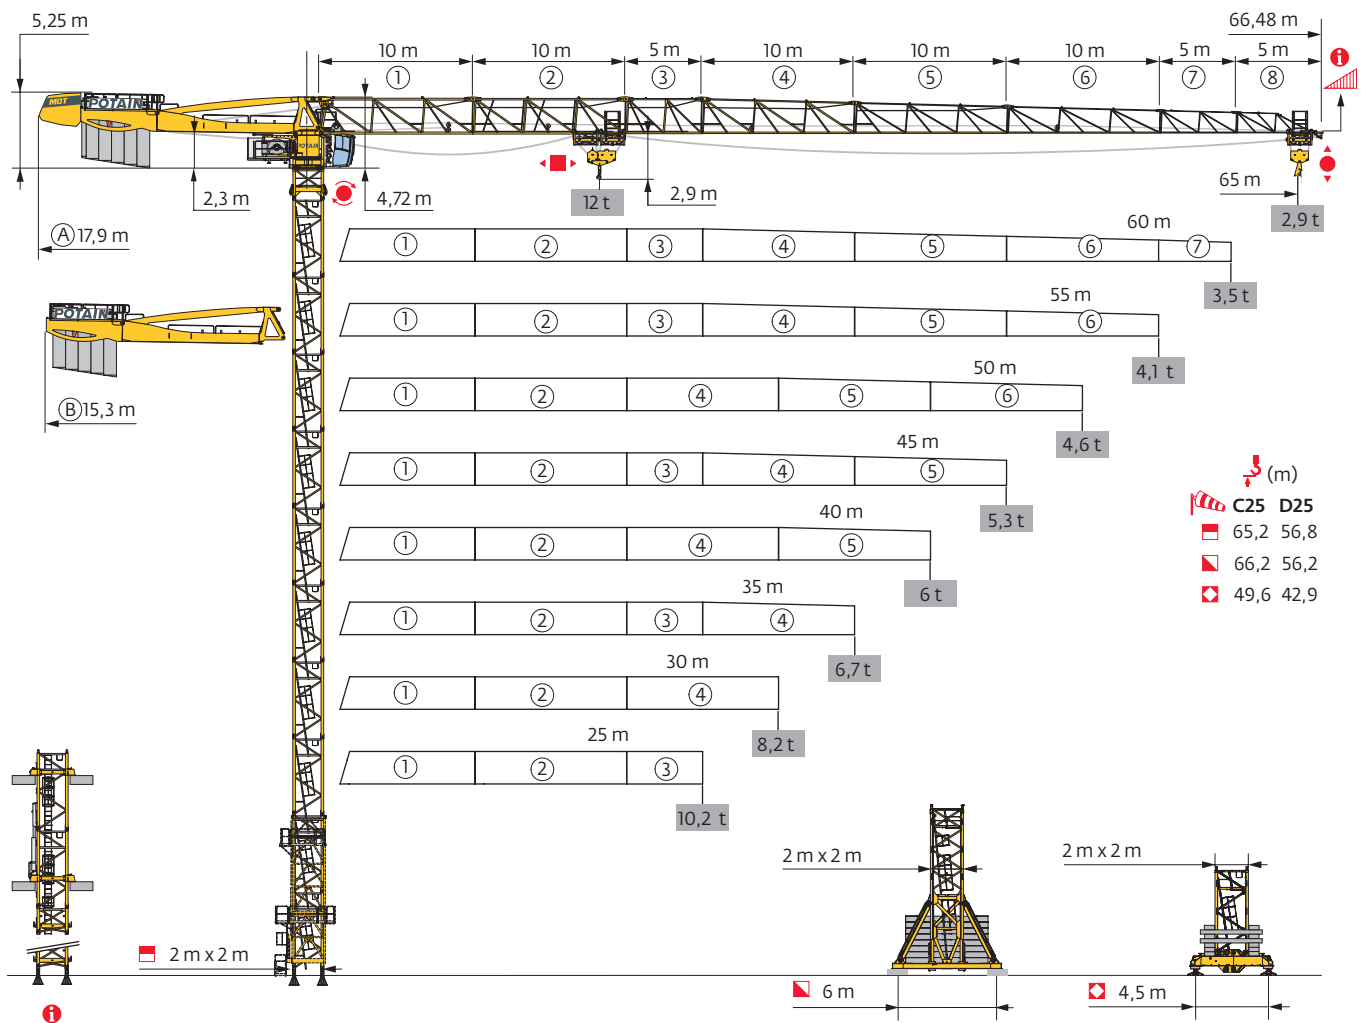 5,25 m
66,48 m
10 m 10 m 5 m 10 m 10 m 10 m 5 m 5 m
1 2 3 4 5 6 7 8
i
MDT POTAIN
POTAIN
2,3 m
4,72 m
12 t
2,9 m
65 m
2,9 t
A 17,9 m
60 m
1 2 3 4 5 6 7
3,5 t
POTAIN
55 m
1 2 3 4 5 6
4,1 t
B 15,3 m
50 m
1 2 4 5 6
4,6 t
45 m
1 2 3 4 5
5,3 t
(m)
C25 D25
65,2 56,8
66,2 56,2
49,6 42,9
40 m
1 2 4 5
6 t
35 m
1 2 3 4
6,7 t
30 m
1 2 4
8,2 t
25 m
1 2 3
10,2 t
2 m x 2 m
2 m x 2 m
2 m x 2 m
6 m
4,5 m
i